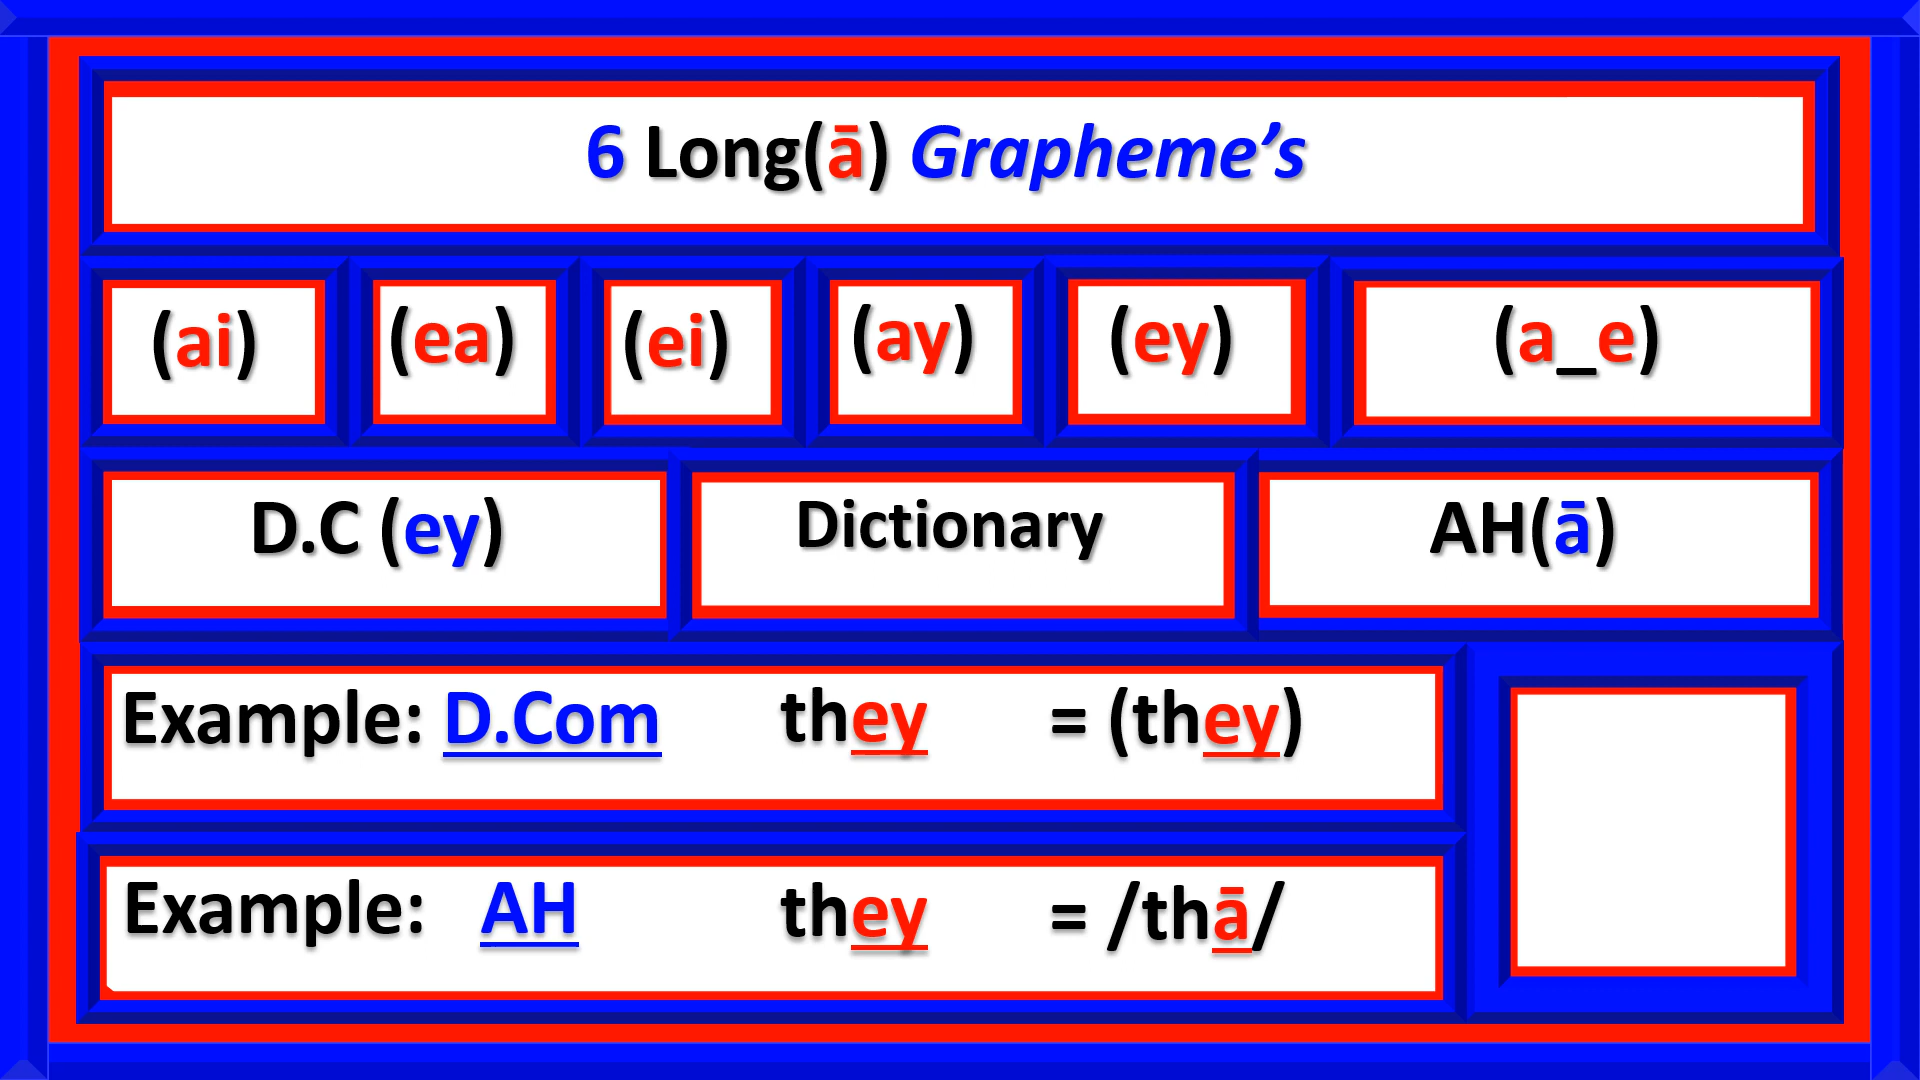 6 Long(ā) Grapheme’s
(ai) (ea) (ei) (ay) (ey) (a_e)
D.C (ey) Dictionary AH(ā)
Example: D.Com they = (they)
Example: AH they = /thā/